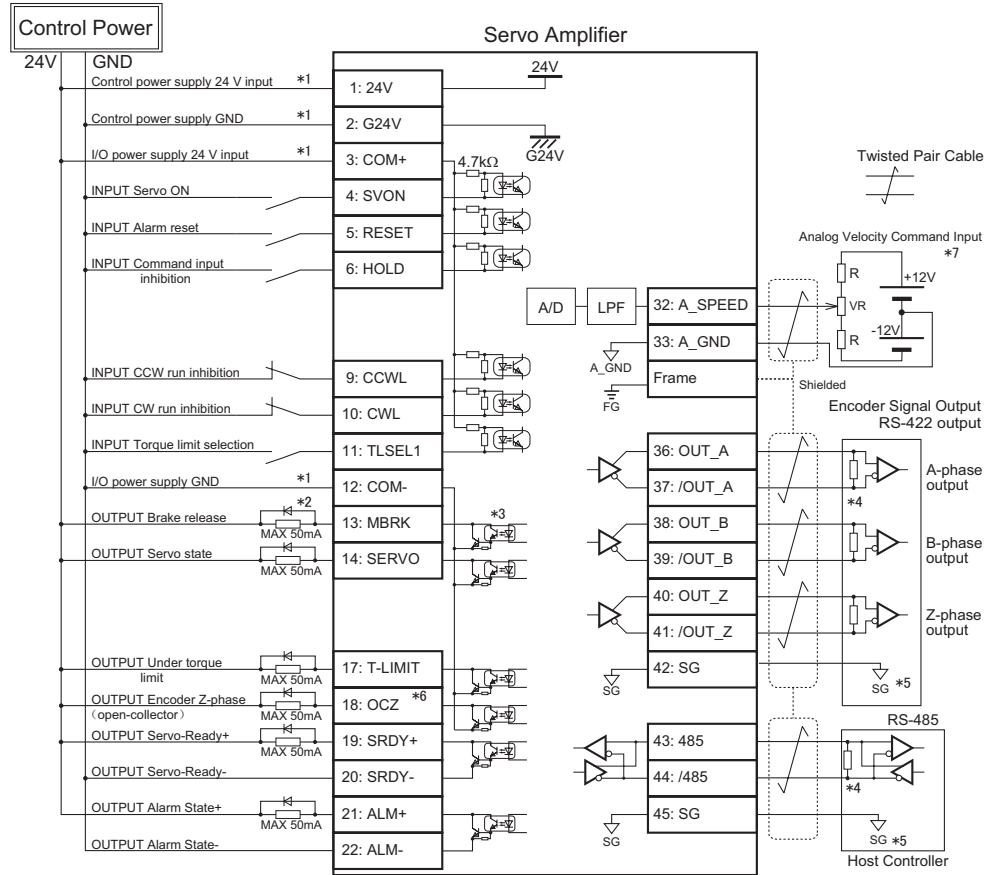 Control Power
Servo Amplifier
24V
GND
24V
Control power supply 24 V input *1
1: 24V
Control power supply GND *1
2: G24V
G24V
I/O power supply 24 V input *1
3: COM+
4.7kΩ
INPUT Servo ON
4: SVON
INPUT Alarm reset
5: RESET
INPUT Command input
inhibition
6: HOLD
INPUT CCW run inhibition
9: CCWL
INPUT CW run inhibition
10: CWL
INPUT Torque limit selection
11: TLSEL1
I/O power supply GND *1
12: COM-
*2
OUTPUT Brake release
MAX 50mA
13: MBRK
*3
OUTPUT Servo state
MAX 50mA
14: SERVO
OUTPUT Under torque
limit
MAX 50mA
17: T-LIMIT
OUTPUT Encoder Z-phase
（open-collector）
MAX 50mA
18: OCZ *6
OUTPUT Servo-Ready+
MAX 50mA
19: SRDY+
OUTPUT Servo-Ready-
20: SRDY-
OUTPUT Alarm State+
MAX 50mA
21: ALM+
OUTPUT Alarm State-
22: ALM-
Twisted Pair Cable
Analog Velocity Command Input
*7
R
+12V
VR
-12V
R
A/D
LPF
32: A_SPEED
33: A_GND
A_GND
Frame
FG
Shielded
Encoder Signal Output
RS-422 output
36: OUT_A
37: /OUT_A
*4
A-phase
output
38: OUT_B
39: /OUT_B
B-phase
output
40: OUT_Z
41: /OUT_Z
Z-phase
output
42: SG
SG
SG *5
RS-485
43: 485
44: /485
*4
45: SG
SG
SG *5
Host Controller